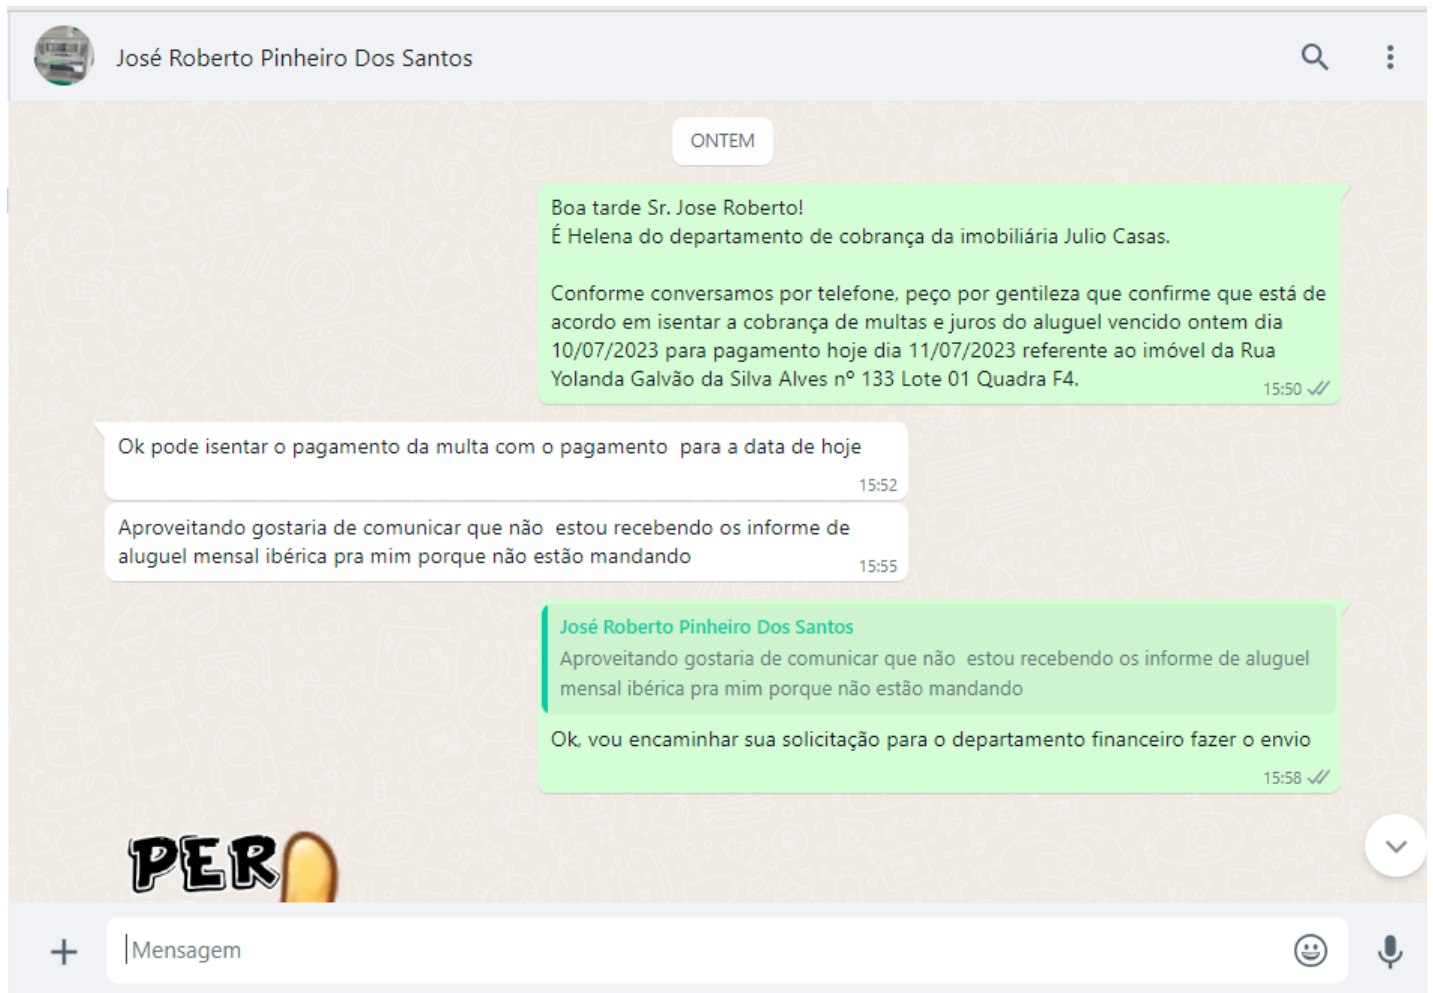 José Roberto Pinheiro Dos Santos
ONTEM
Boa tarde Sr. Jose Roberto!
É Helena do departamento de cobrança da imobiliária Julio Casas.
Conforme conversamos por telefone, peço por gentileza que confirme que está de
acordo em isentar a cobrança de multas e juros do aluguel vencido ontem dia
10/07/2023 para pagamento hoje dia 11/07/2023 referente ao imóvel da Rua
Yolanda Galvão da Silva Alves nº 133 Lote 01 Quadra F4.
15:50
Ok pode isentar o pagamento da multa com o pagamento  para a data de hoje
15:52
Aproveitando gostaria de comunicar que não  estou recebendo os informe de
aluguel mensal ibérica pra mim porque não estão mandando
15:55
José Roberto Pinheiro Dos Santos
Aproveitando gostaria de comunicar que não  estou recebendo os informe de aluguel
mensal ibérica pra mim porque não estão mandando
Ok, vou encaminhar sua solicitação para o departamento financeiro fazer o envio
15:58
PER
Mensagem